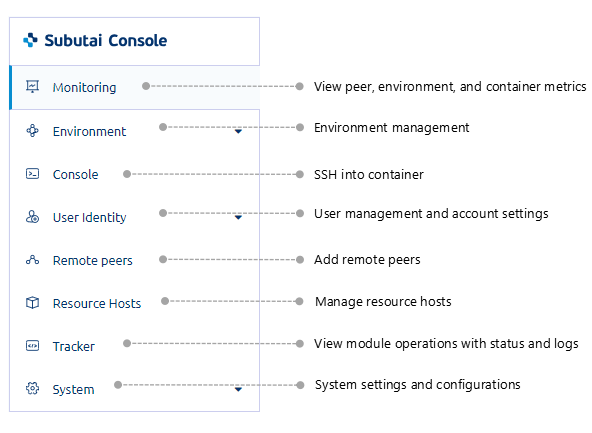 Subutai Console
Monitoring View peer, environment, and container metrics
Environment Environment management
Console SSH into container
User Identity User management and account settings
Remote peers Add remote peers
Resource Hosts Manage resource hosts
Tracker View module operations with status and logs
System System settings and configurations